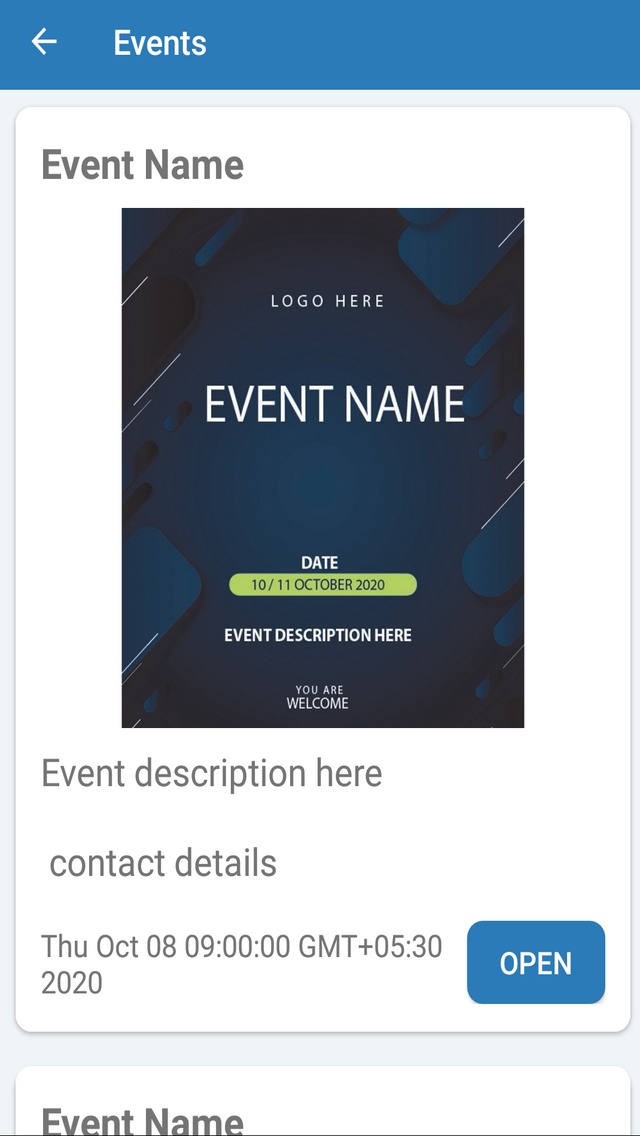 Events
Event Name
LOGO HERE
EVENT NAME
DATE
10 / 11 OCTOBER 2020
EVENT DESCRIPTION HERE
YOU ARE
WELCOME
Event description here
contact details
Thu Oct 08 09:00:00 GMT+05:30
2020
OPEN
Event Name